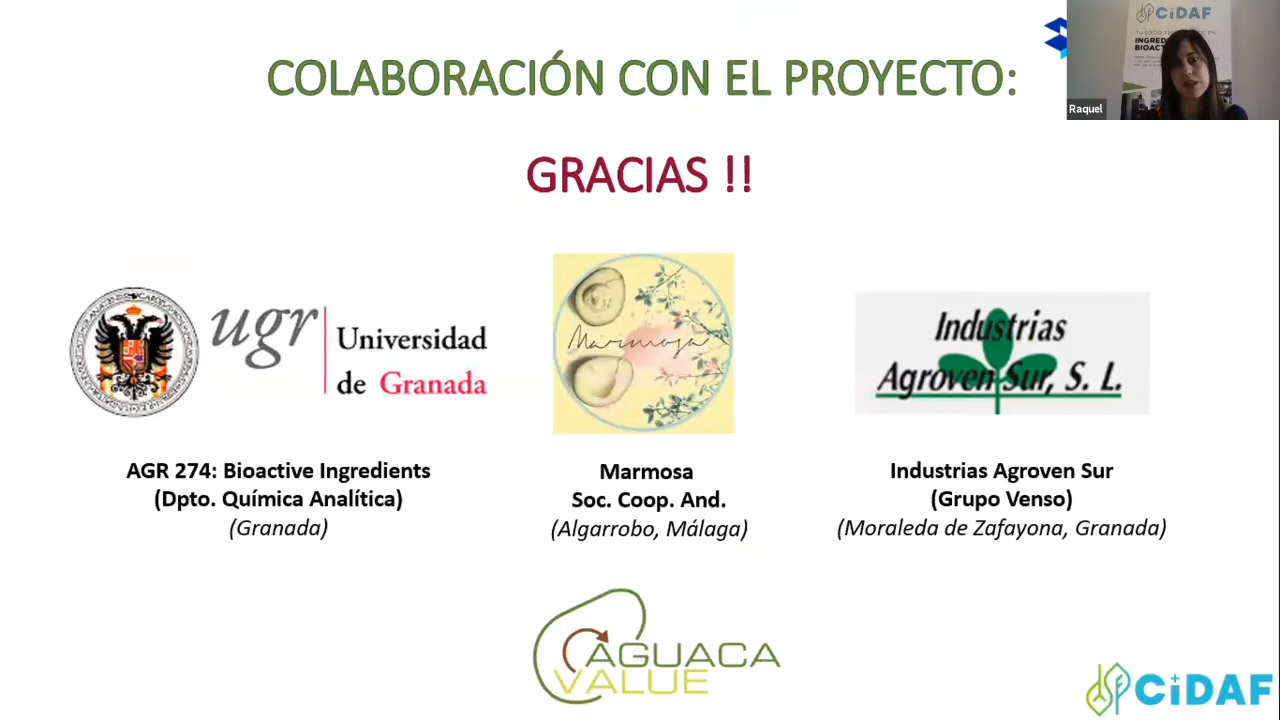 COLABORACIÓN CON EL PROYECTO:
GRACIAS !!
CiDAF
INGRED
BIOACT
Raquel
ugr
Universidad
de Granada
Marmosa
Industrias
Agroven Sur, S. L.
AGR 274: Bioactive Ingredients
(Dpto. Química Analítica)
(Granada)
Marmosa
Soc. Coop. And.
(Algarrobo, Málaga)
Industrias Agroven Sur
(Grupo Venso)
(Moraleda de Zafayona, Granada)
AGUACA
VALUE
CiDAF